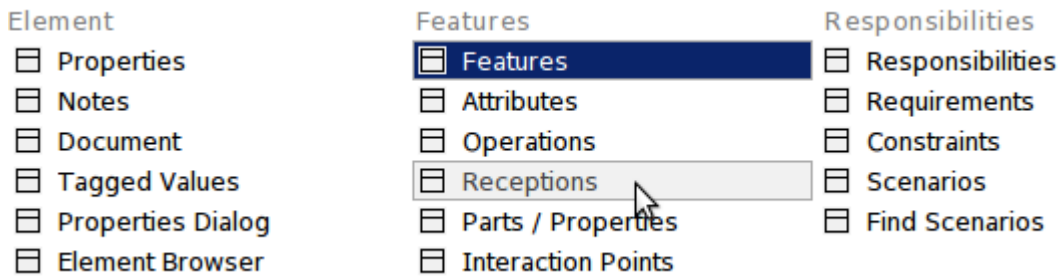 Element
Properties
Notes
Document
Tagged Values
Properties Dialog
Element Browser
Features
Features
Attributes
Operations
Receptions
Parts / Properties
Interaction Points
Responsibilities
Responsibilities
Requirements
Constraints
Scenarios
Find Scenarios